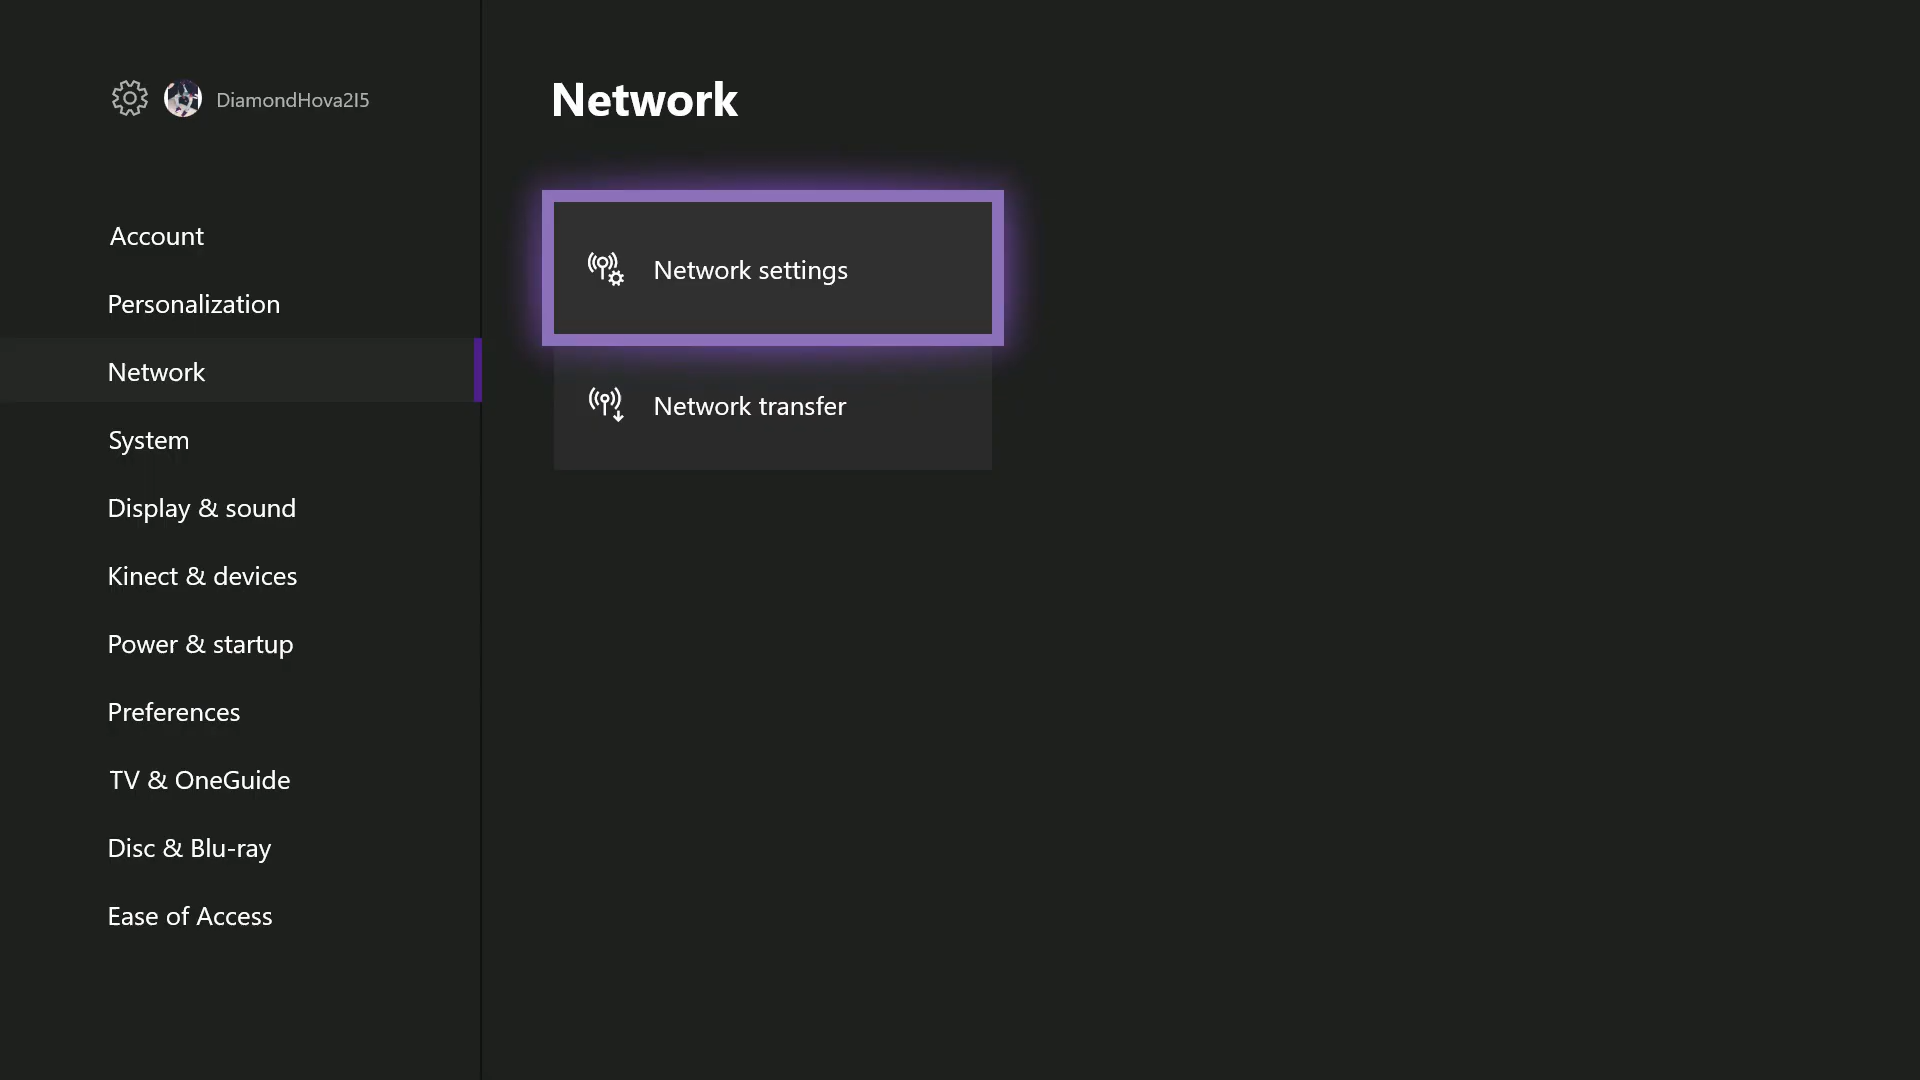 DiamondHova2I5
Account
Personalization
Network
System
Display & sound
Kinect & devices
Power & startup
Preferences
TV & OneGuide
Disc & Blu-ray
Ease of Access
Network
Network settings
Network transfer